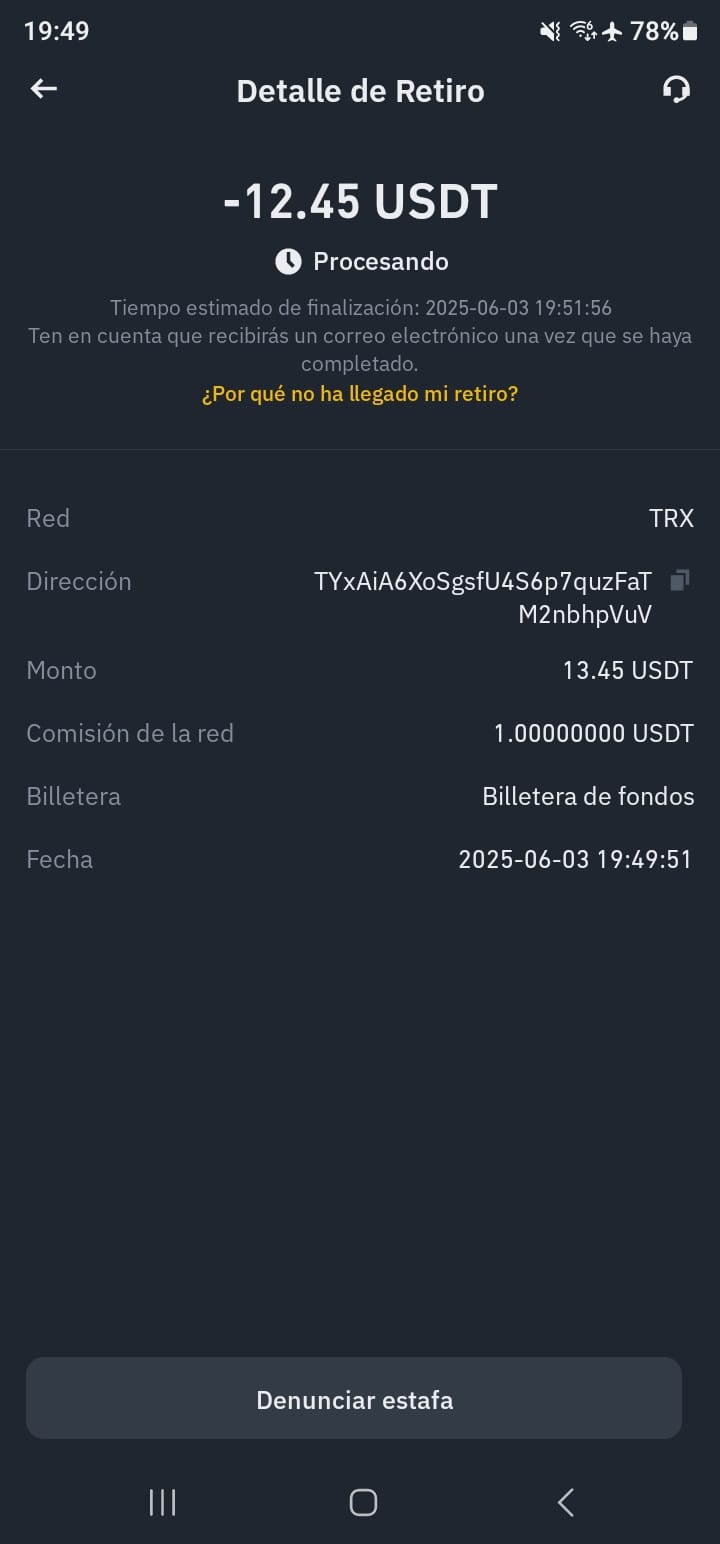 19:49
78%
Detalle de Retiro
-12.45 USDT
Procesando
Tiempo estimado de finalización: 2025-06-03 19:51:56
Ten en cuenta que recibirás un correo electrónico una vez que se haya
completado.
¿Por qué no ha llegado mi retiro?
Red TRX
Dirección TYxAiA6XoSgsfU4S6p7quzFaT
M2nbhpVuV
Monto 13.45 USDT
Comisión de la red 1.00000000 USDT
Billetera Billetera de fondos
Fecha 2025-06-03 19:49:51
Denunciar estafa